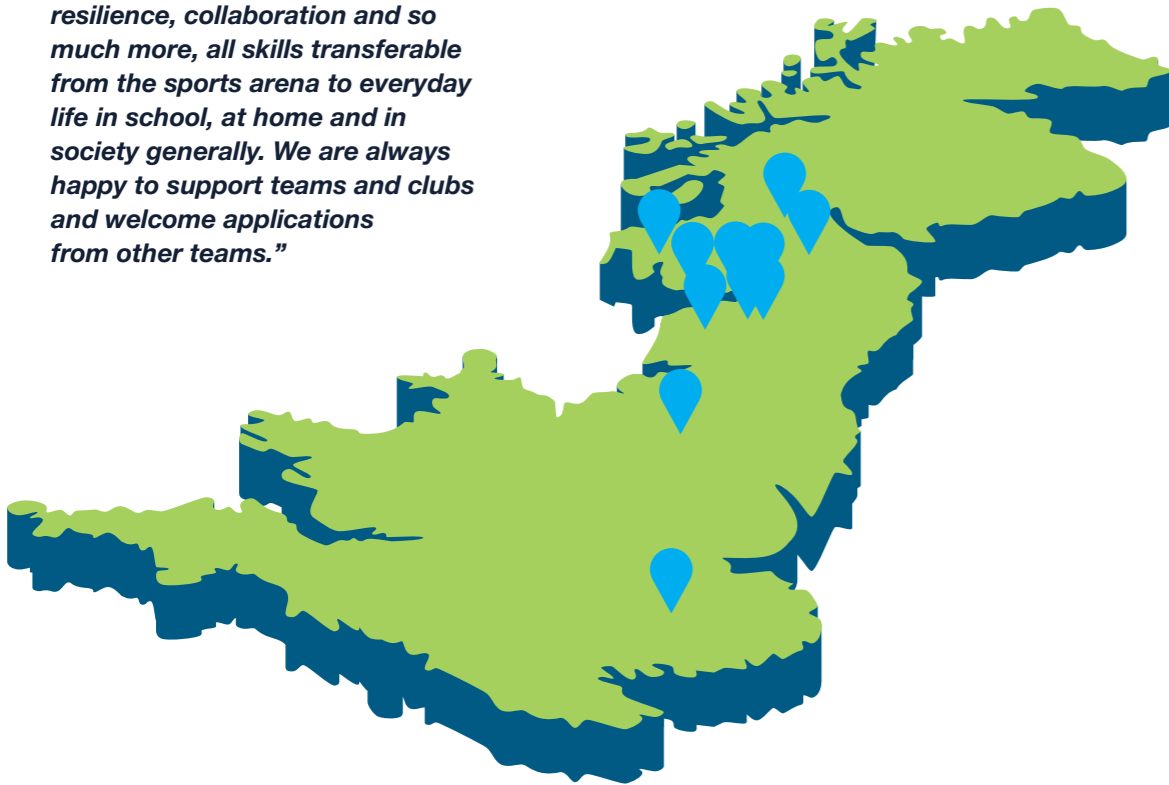 resilience, collaboration and so
much more, all skills transferable
from the sports arena to everyday
life in school, at home and in
society generally. We are always
happy to support teams and clubs
and welcome applications
from other teams.”